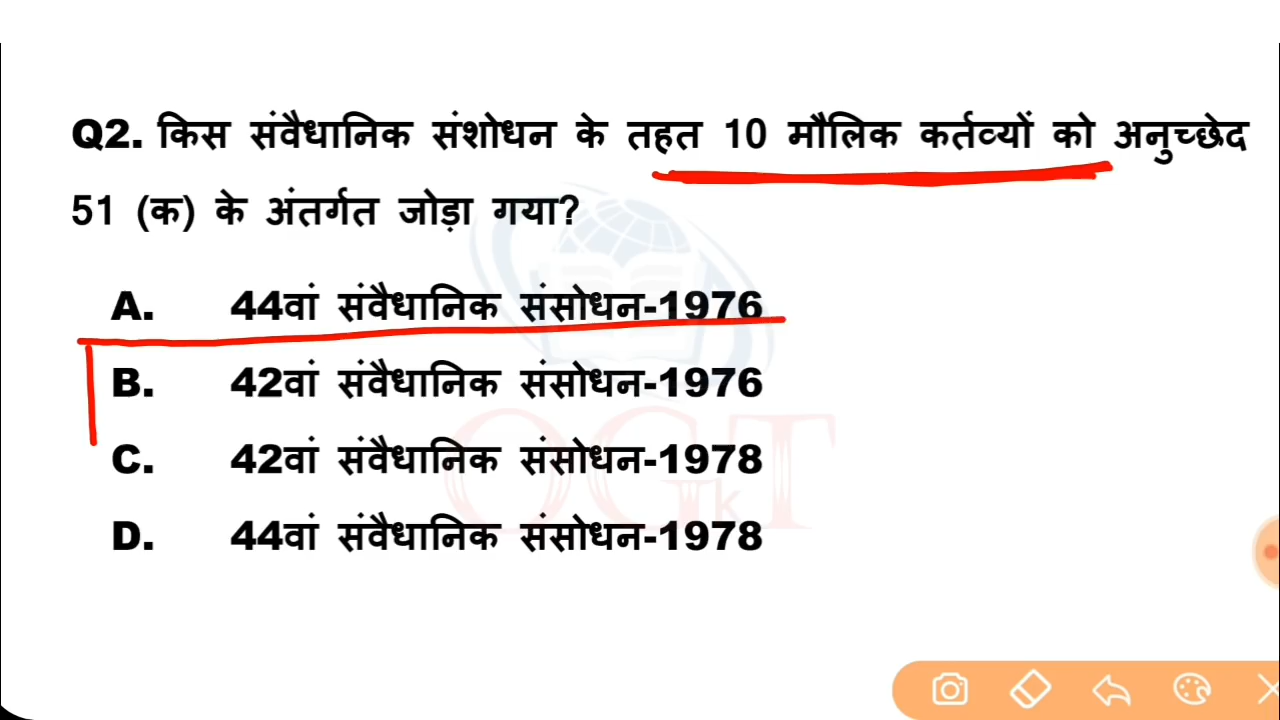 Q2. किस संवैधानिक संशोधन के तहत 10 मौलिक कर्तव्यों को अनुच्छेद
51 (क) के अंतर्गत जोड़ा गया?
A. 44वां संवैधानिक संसोधन-1976
B. 42वां संवैधानिक संसोधन-1976
C. 42वां संवैधानिक संसोधन-1978
D. 44वां संवैधानिक संसोधन-1978
OGkT